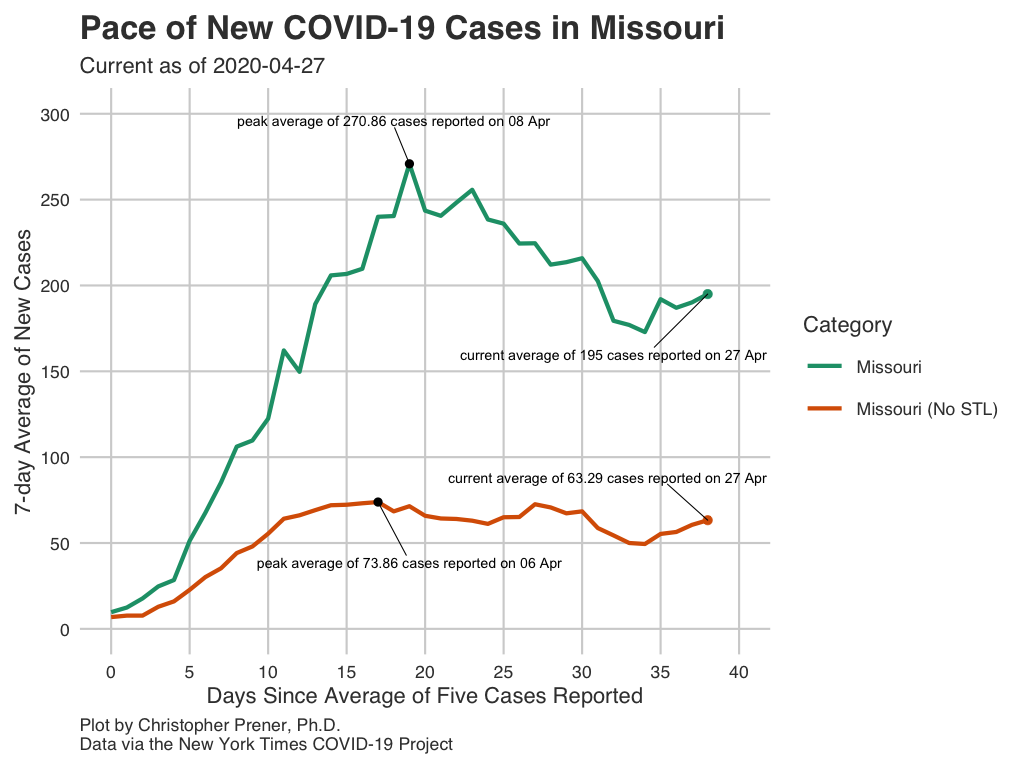 Pace of New COVID-19 Cases in Missouri
Current as of 2020-04-27
7-day Average of New Cases
300
250
200
150
100
50
0
peak average of 270.86 cases reported on 08 Apr
current average of 195 cases reported on 27 Apr
current average of 63.29 cases reported on 27 Apr
peak average of 73.86 cases reported on 06 Apr
0 5 10 15 20 25 30 35 40
Days Since Average of Five Cases Reported
Category
Missouri
Missouri (No STL)
Plot by Christopher Prener, Ph.D.
Data via the New York Times COVID-19 Project